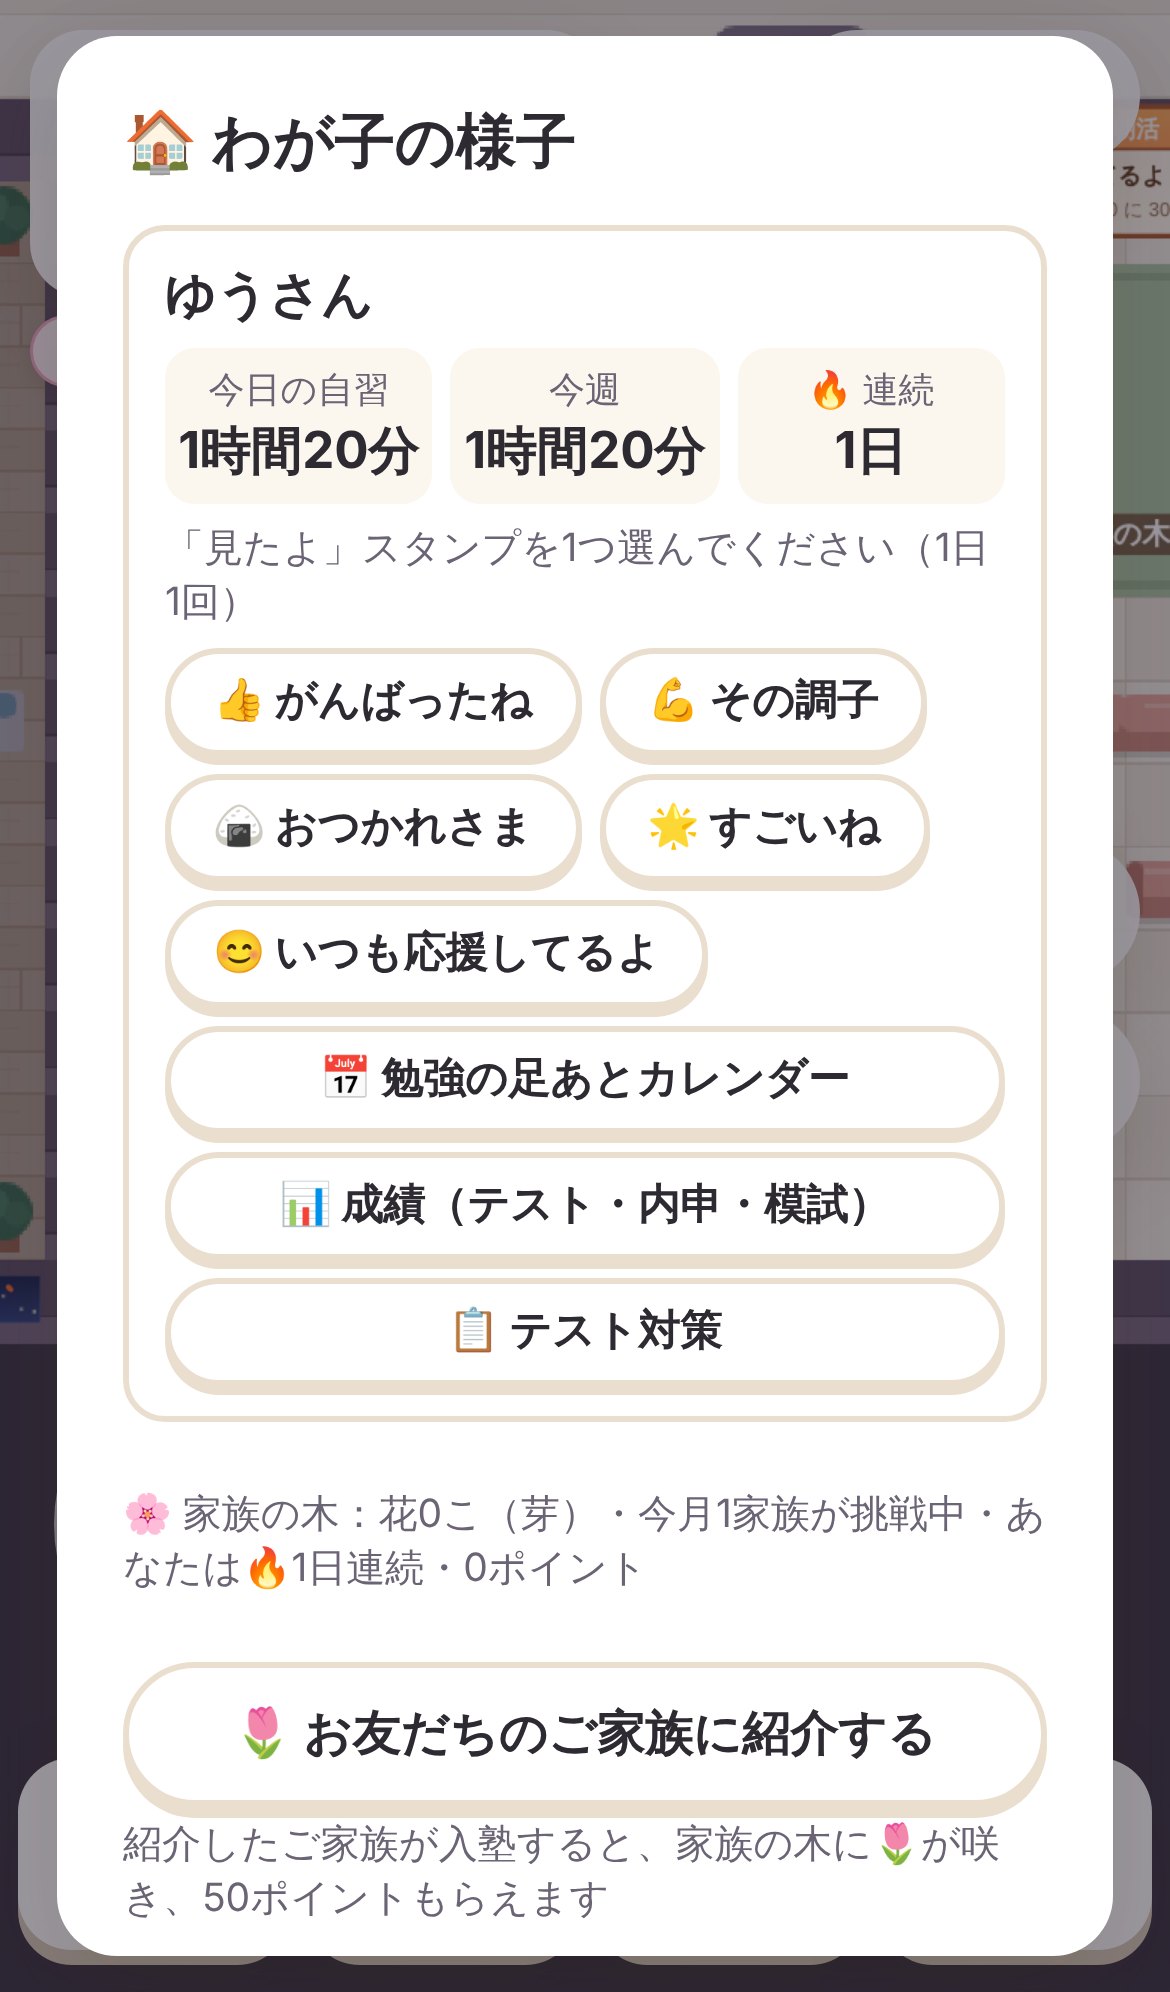 🏠 わが子の様子
ゆうさん
今日の自習
1時間20分
今週
1時間20分
🔥 連続
1日
「見たよ」スタンプを1つ選んでください（1日
1回）
👍 がんばったね
💪 その調子
🍙 おつかれさま
🌟 すごいね
😊 いつも応援してるよ
📅 勉強の足あとカレンダー
📊 成績（テスト・内申・模試）
📋 テスト対策
🌸 家族の木：花0こ（芽）・今月1家族が挑戦中・あ
なたは🔥1日連続・0ポイント
🌷 お友だちのご家族に紹介する
紹介したご家族が入塾すると、家族の木に🌷が咲
き、50ポイントもらえます
活
るよ
に 30
の木